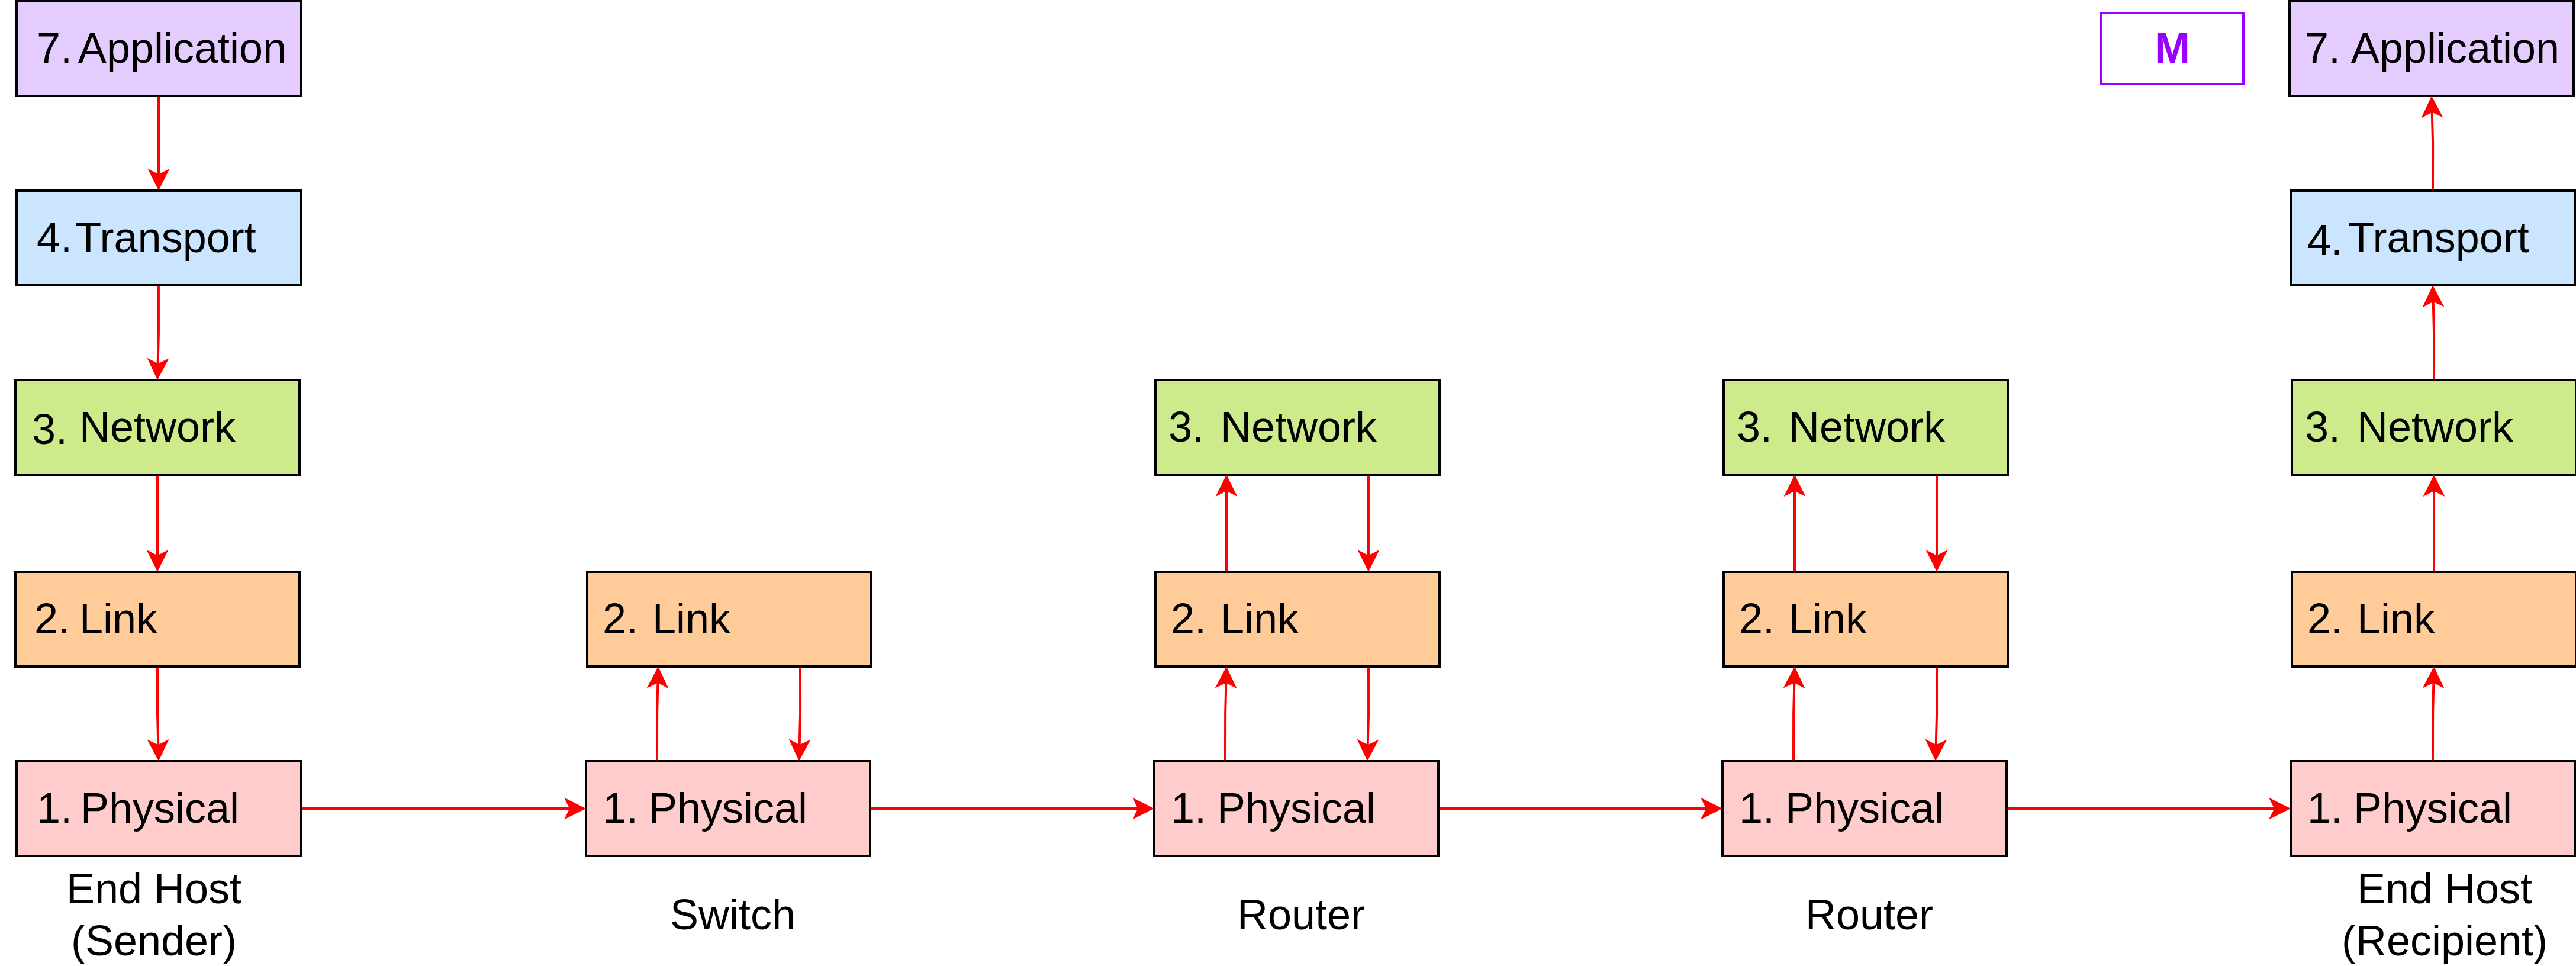 7. Application
M
7. Application
4. Transport
4. Transport
3. Network
3. Network
3. Network
3. Network
2. Link
2. Link
2. Link
2. Link
2. Link
1. Physical
1. Physical
1. Physical
1. Physical
1. Physical
End Host
(Sender)
Switch
Router
Router
End Host
(Recipient)